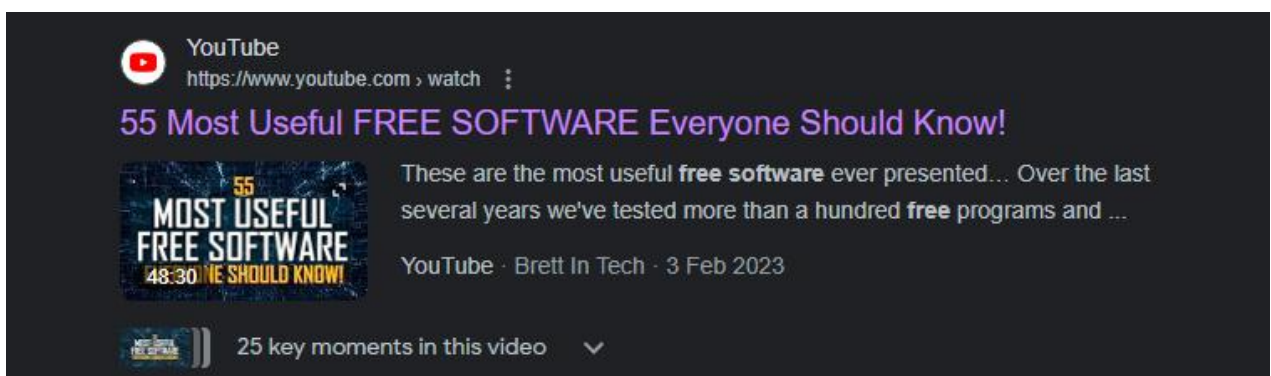 YouTube
https://www.youtube.com › watch
55 Most Useful FREE SOFTWARE Everyone Should Know!
55
MOST USEFUL
FREE SOFTWARE
SHOULD KNOW!
48:30
These are the most useful free software ever presented... Over the last
several years we've tested more than a hundred free programs and ...
YouTube · Brett In Tech · 3 Feb 2023
25 key moments in this video